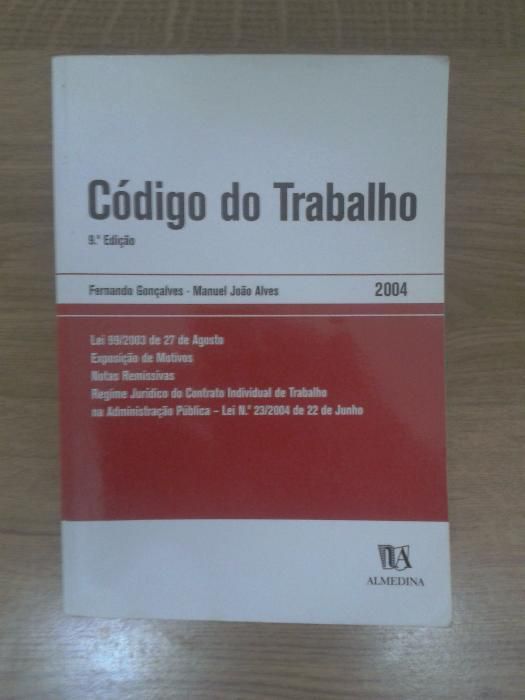 Código do Trabalho
9.ª Edição
Fernando Gonçalves - Manuel João Alves 2004
Lei 99/2003 de 27 de Agosto
Exposição de Motivos
Notas Remissivas
Regime Jurídico do Contrato Individual de Trabalho
na Administração Pública – Lei N.º 23/2004 de 22 de Junho
ALMEDINA